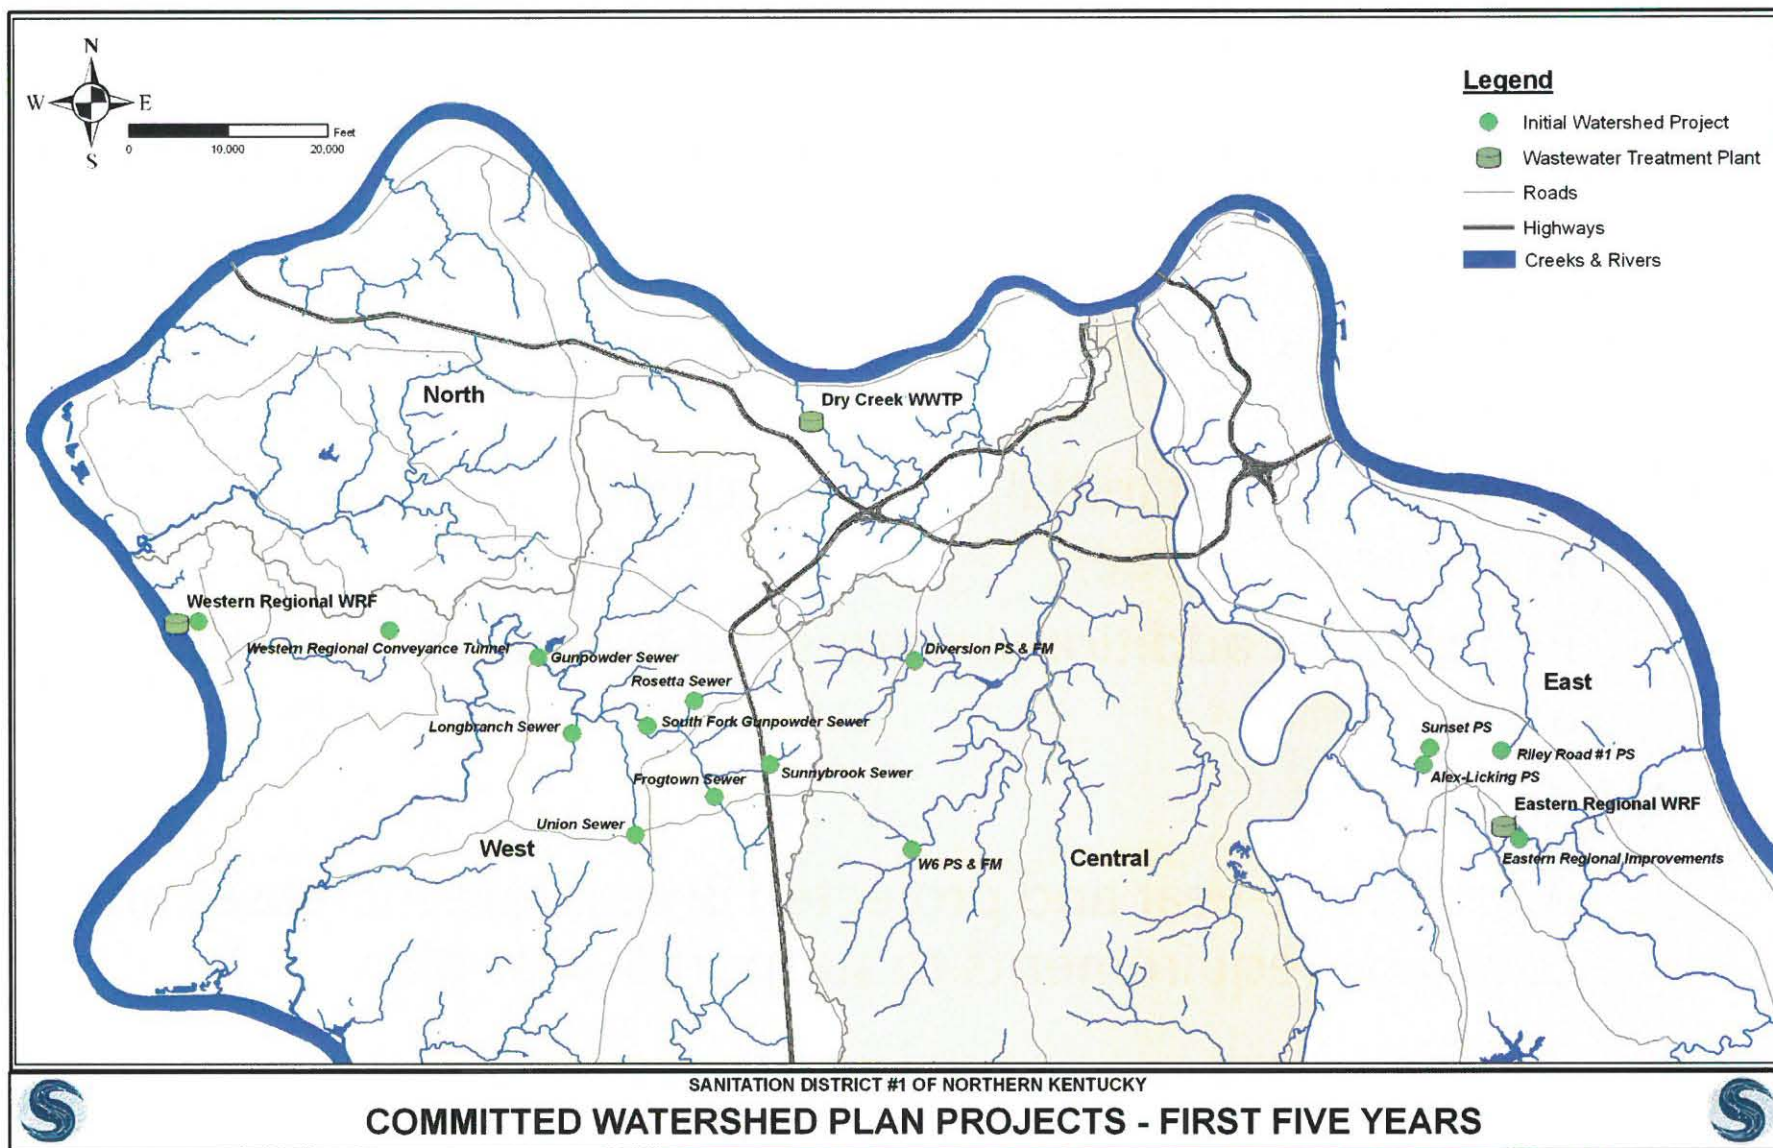 N
W
E
S
Feet
0
10,000
20,000
Legend
Initial Watershed Project
Wastewater Treatment Plant
Roads
Highways
Creeks & Rivers
North
Dry Creek WWTP
Western Regional WRF
Western Regional Conveyance Tunnel
Gunpowder Sewer
Diversion PS & FM
Rosetta Sewer
East
Longbranch Sewer
South Fork Gunpowder Sewer
Sunset PS
Riley Road #1 PS
Frogtown Sewer
Sunnybrook Sewer
Alex-Licking PS
Eastern Regional WRF
Union Sewer
West
W6 PS & FM
Central
Eastern Regional Improvements
SANITATION DISTRICT #1 OF NORTHERN KENTUCKY
COMMITTED WATERSHED PLAN PROJECTS - FIRST FIVE YEARS